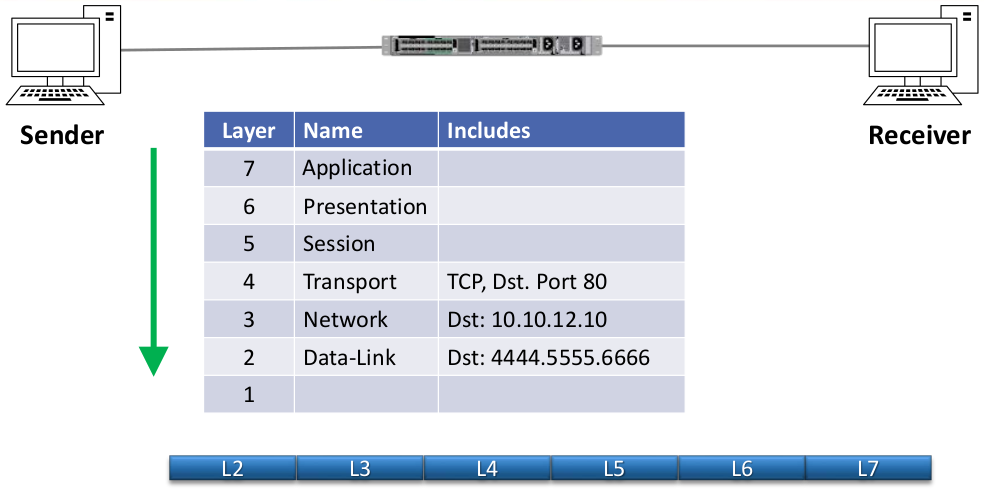 Sender
Receiver
Layer Name Includes
7 Application
6 Presentation
5 Session
4 Transport TCP, Dst. Port 80
3 Network Dst: 10.10.12.10
2 Data-Link Dst: 4444.5555.6666
1
L2 L3 L4 L5 L6 L7